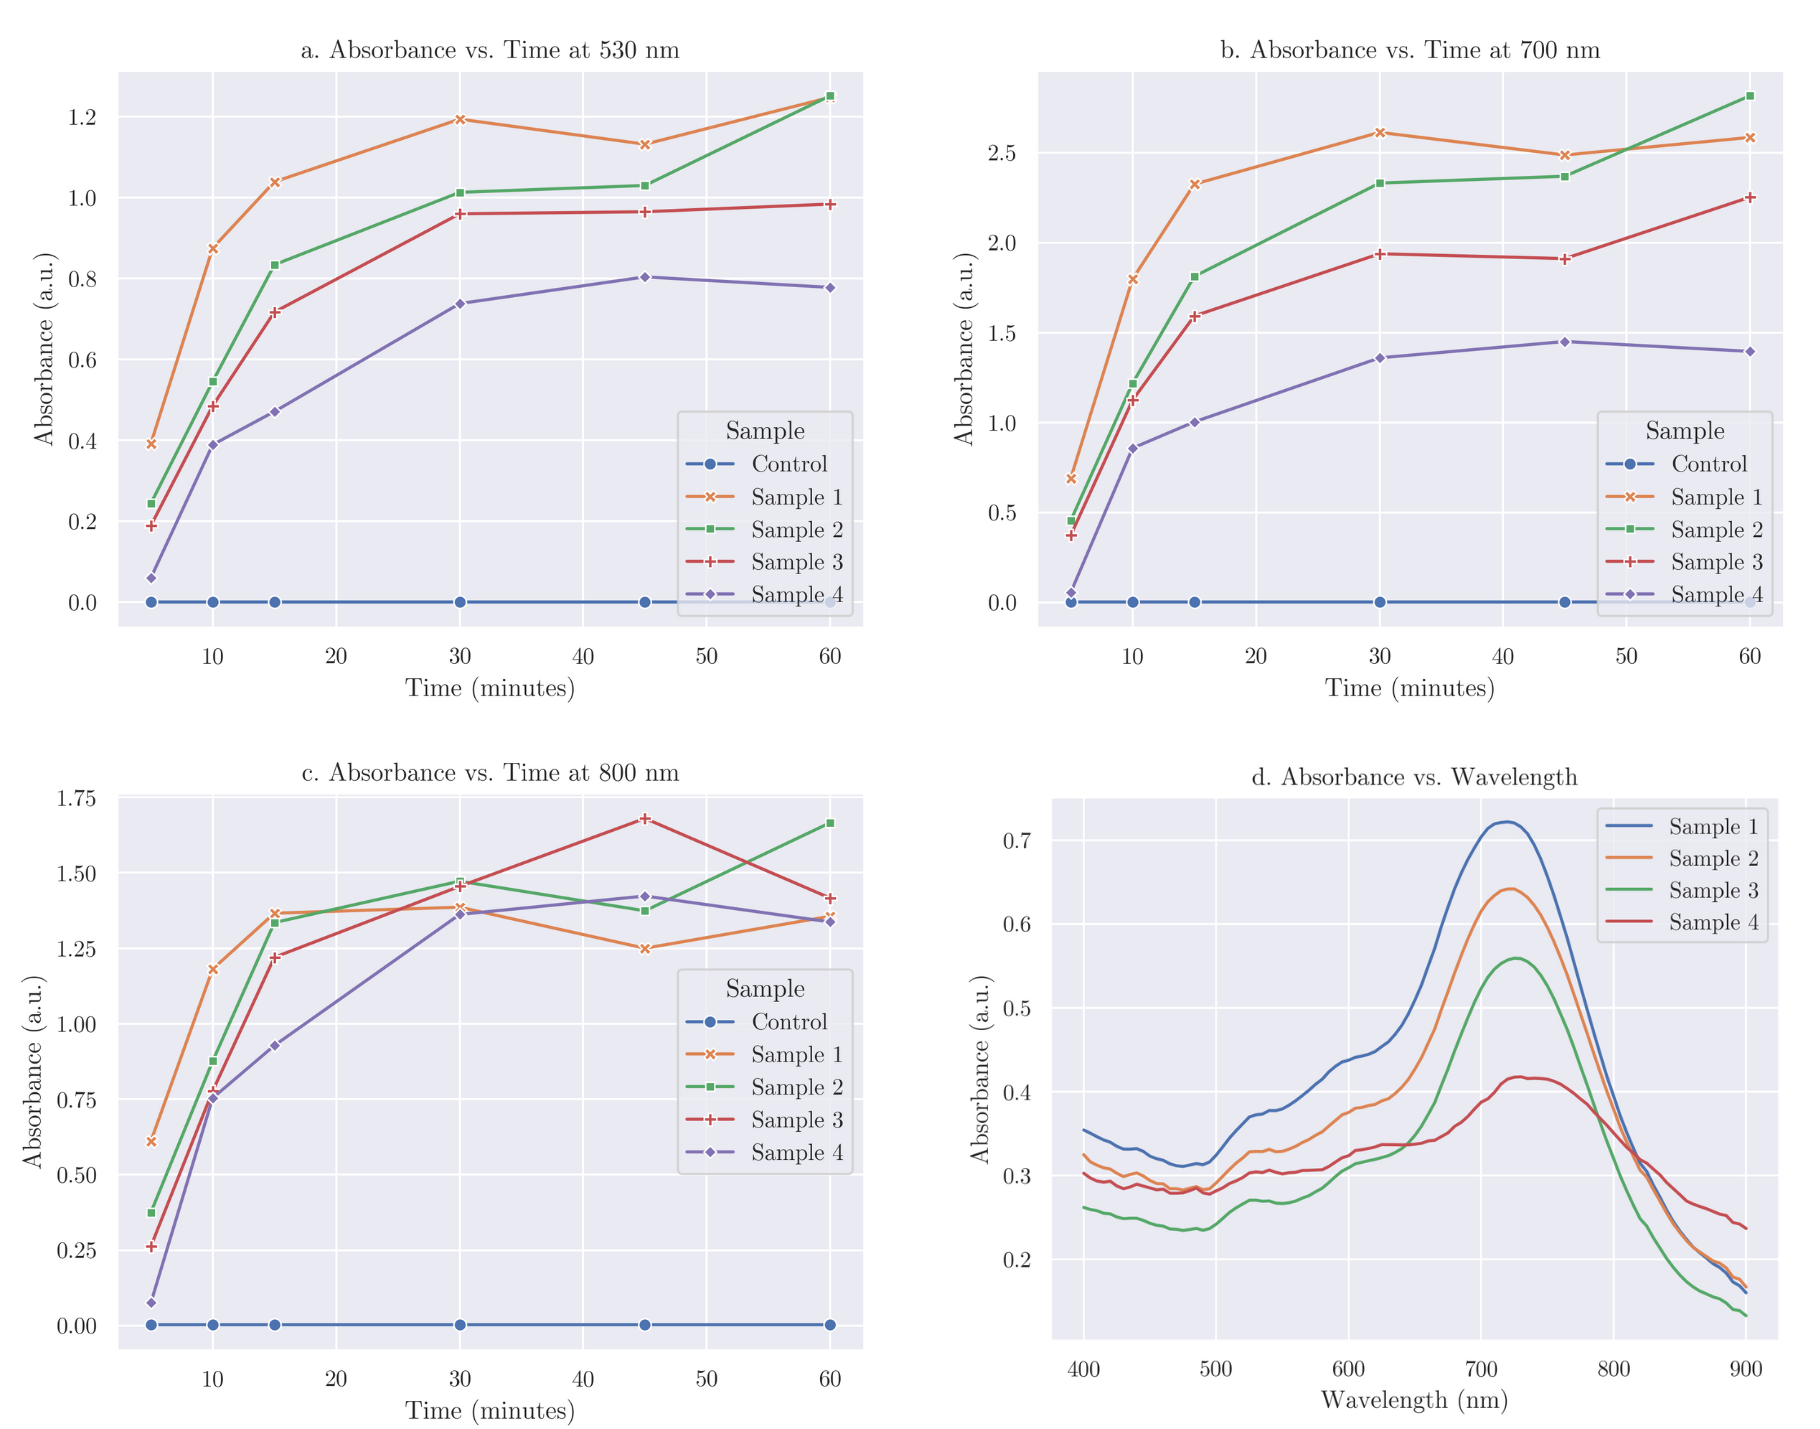 a. Absorbance vs. Time at 530 nm
1.2
1.0
0.8
0.6
0.4
0.2
0.0
Absorbance (a.u.)
10 20 30 40 50 60
Time (minutes)
Sample
Control
Sample 1
Sample 2
Sample 3
Sample 4
b. Absorbance vs. Time at 700 nm
2.5
2.0
1.5
1.0
0.5
0.0
Absorbance (a.u.)
10 20 30 40 50 60
Time (minutes)
Sample
Control
Sample 1
Sample 2
Sample 3
Sample 4
c. Absorbance vs. Time at 800 nm
1.75
1.50
1.25
1.00
0.75
0.50
0.25
0.00
Absorbance (a.u.)
10 20 30 40 50 60
Time (minutes)
Sample
Control
Sample 1
Sample 2
Sample 3
Sample 4
d. Absorbance vs. Wavelength
0.7
0.6
0.5
0.4
0.3
0.2
Absorbance (a.u.)
400 500 600 700 800 900
Wavelength (nm)
Sample 1
Sample 2
Sample 3
Sample 4